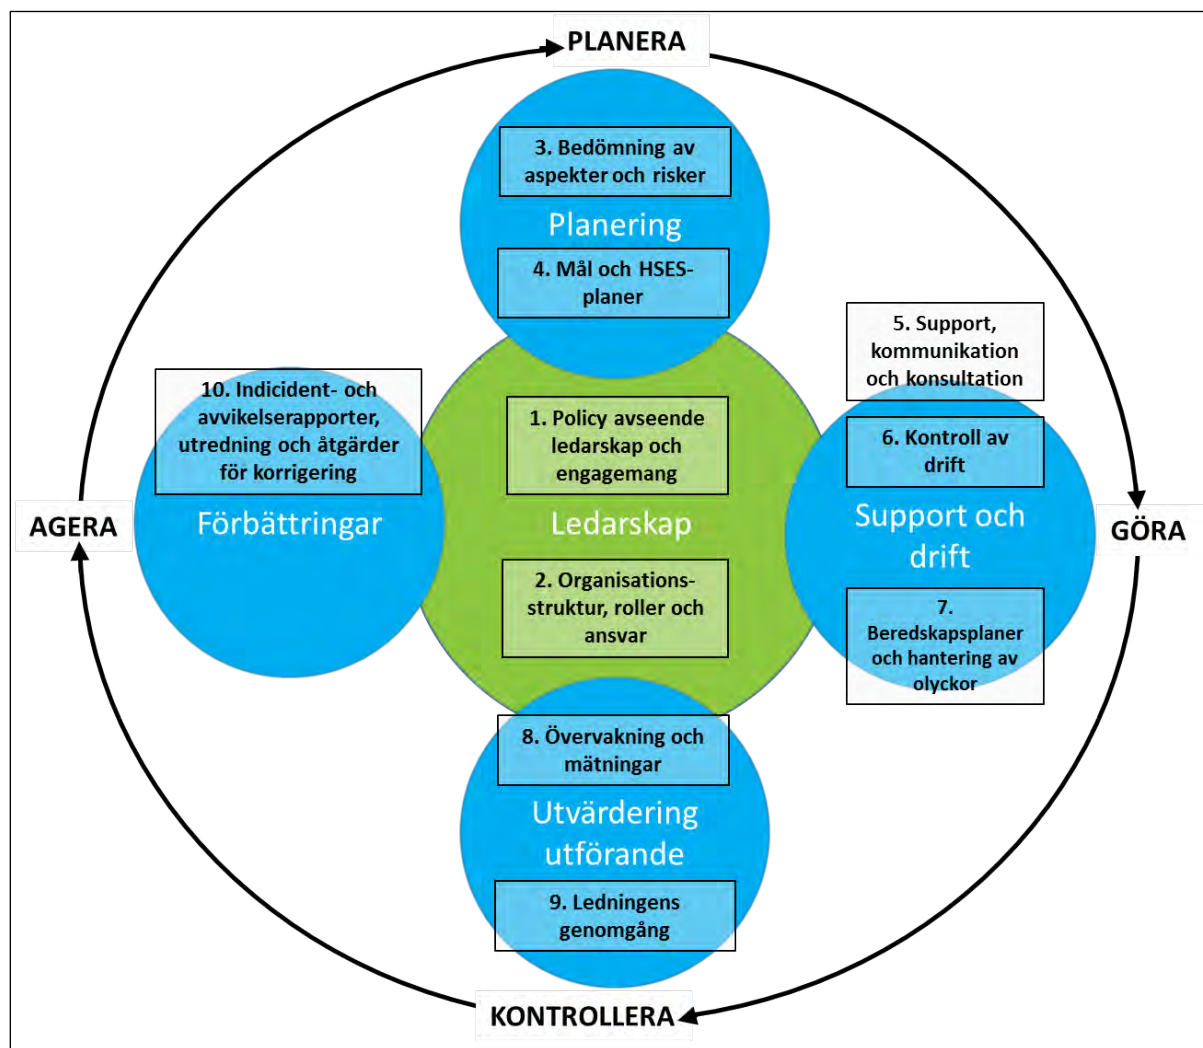 PLANERA
3. Bedömning av
aspekter och risker
Planering
4. Mål och HSES-
planer
5. Support,
kommunikation
och konsultation
6. Kontroll av
drift
Support och
drift
7.
Beredskapsplaner
och hantering av
olyckor
GÖRA
10. Indicident- och
avvikelserapporter,
utredning och åtgärder
för korrigering
Förbättringar
AGERA
1. Policy avseende
ledarskap och
engagemang
Ledarskap
2. Organisations-
struktur, roller och
ansvar
8. Övervakning och
mätningar
Utvärdering
utförande
9. Ledningens
genomgång
KONTROLLERA